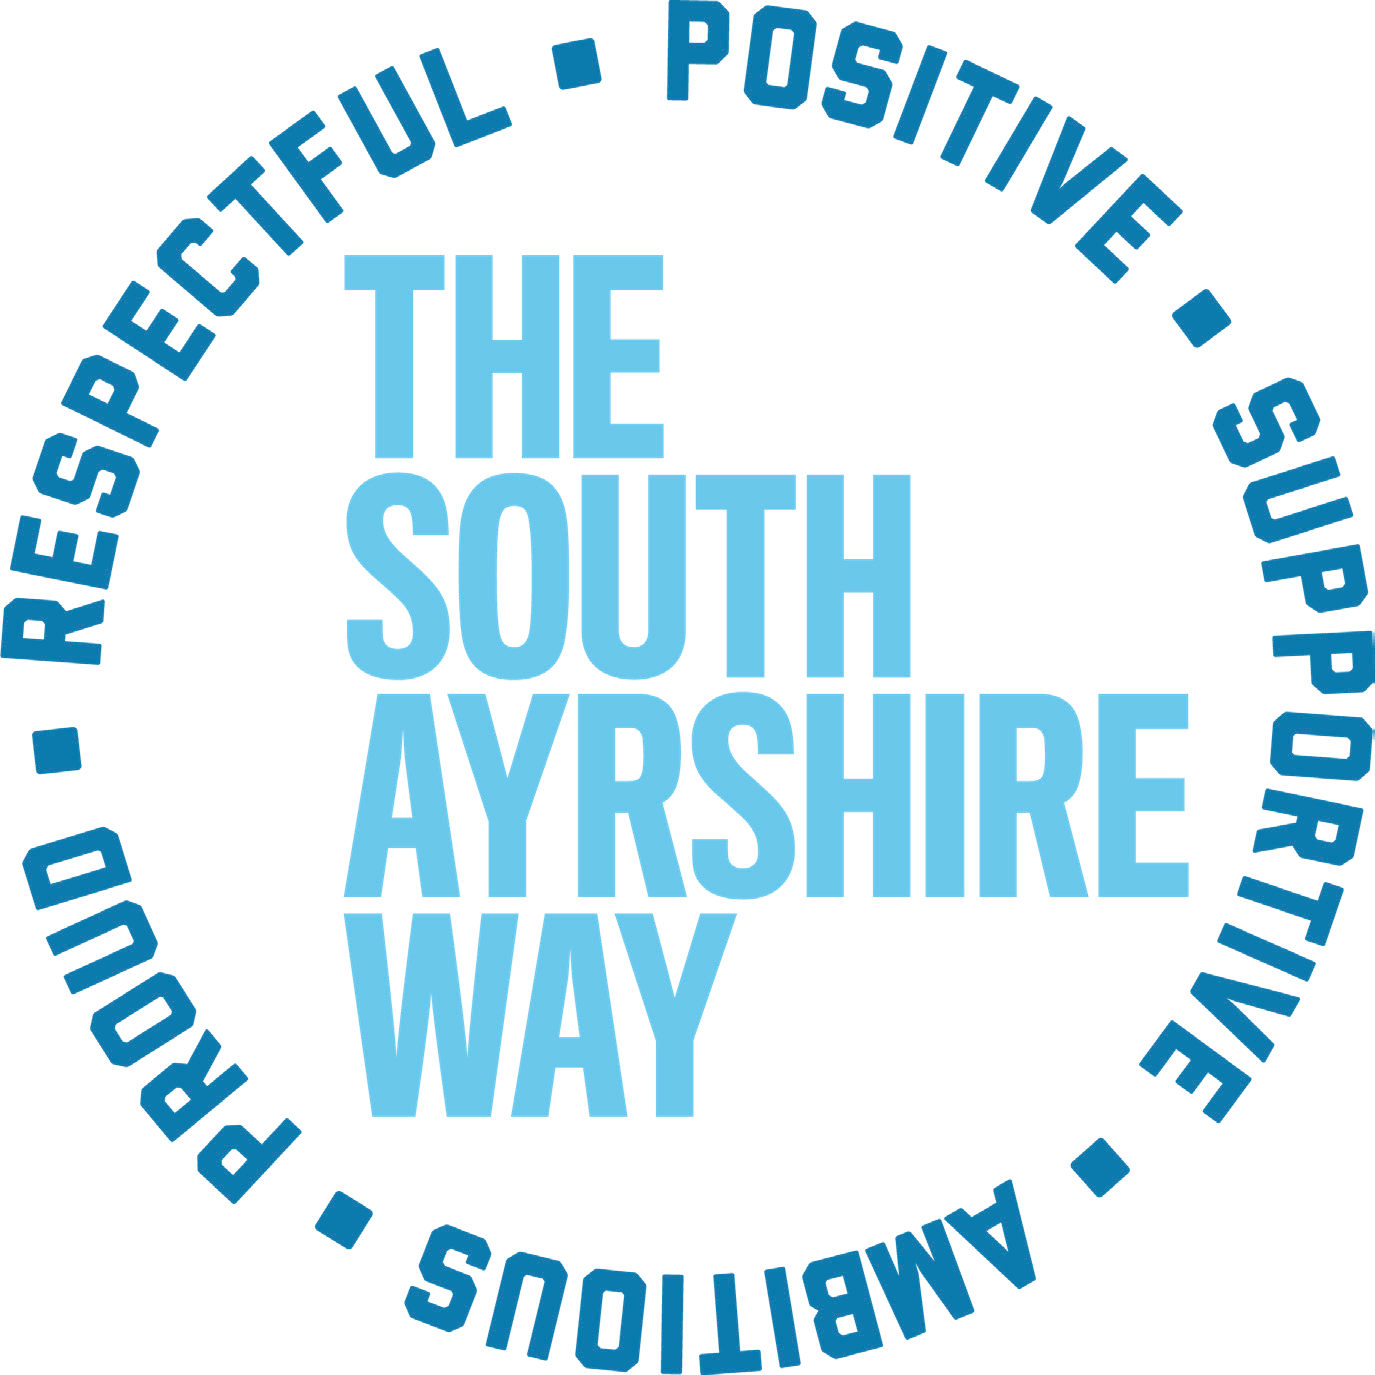 THE
SOUTH
AYRSHIRE
WAY
RESPECTFUL ▪ POSITIVE ▪ SUPPORTIVE ▪ AMBITIOUS ▪ PROUD ▪